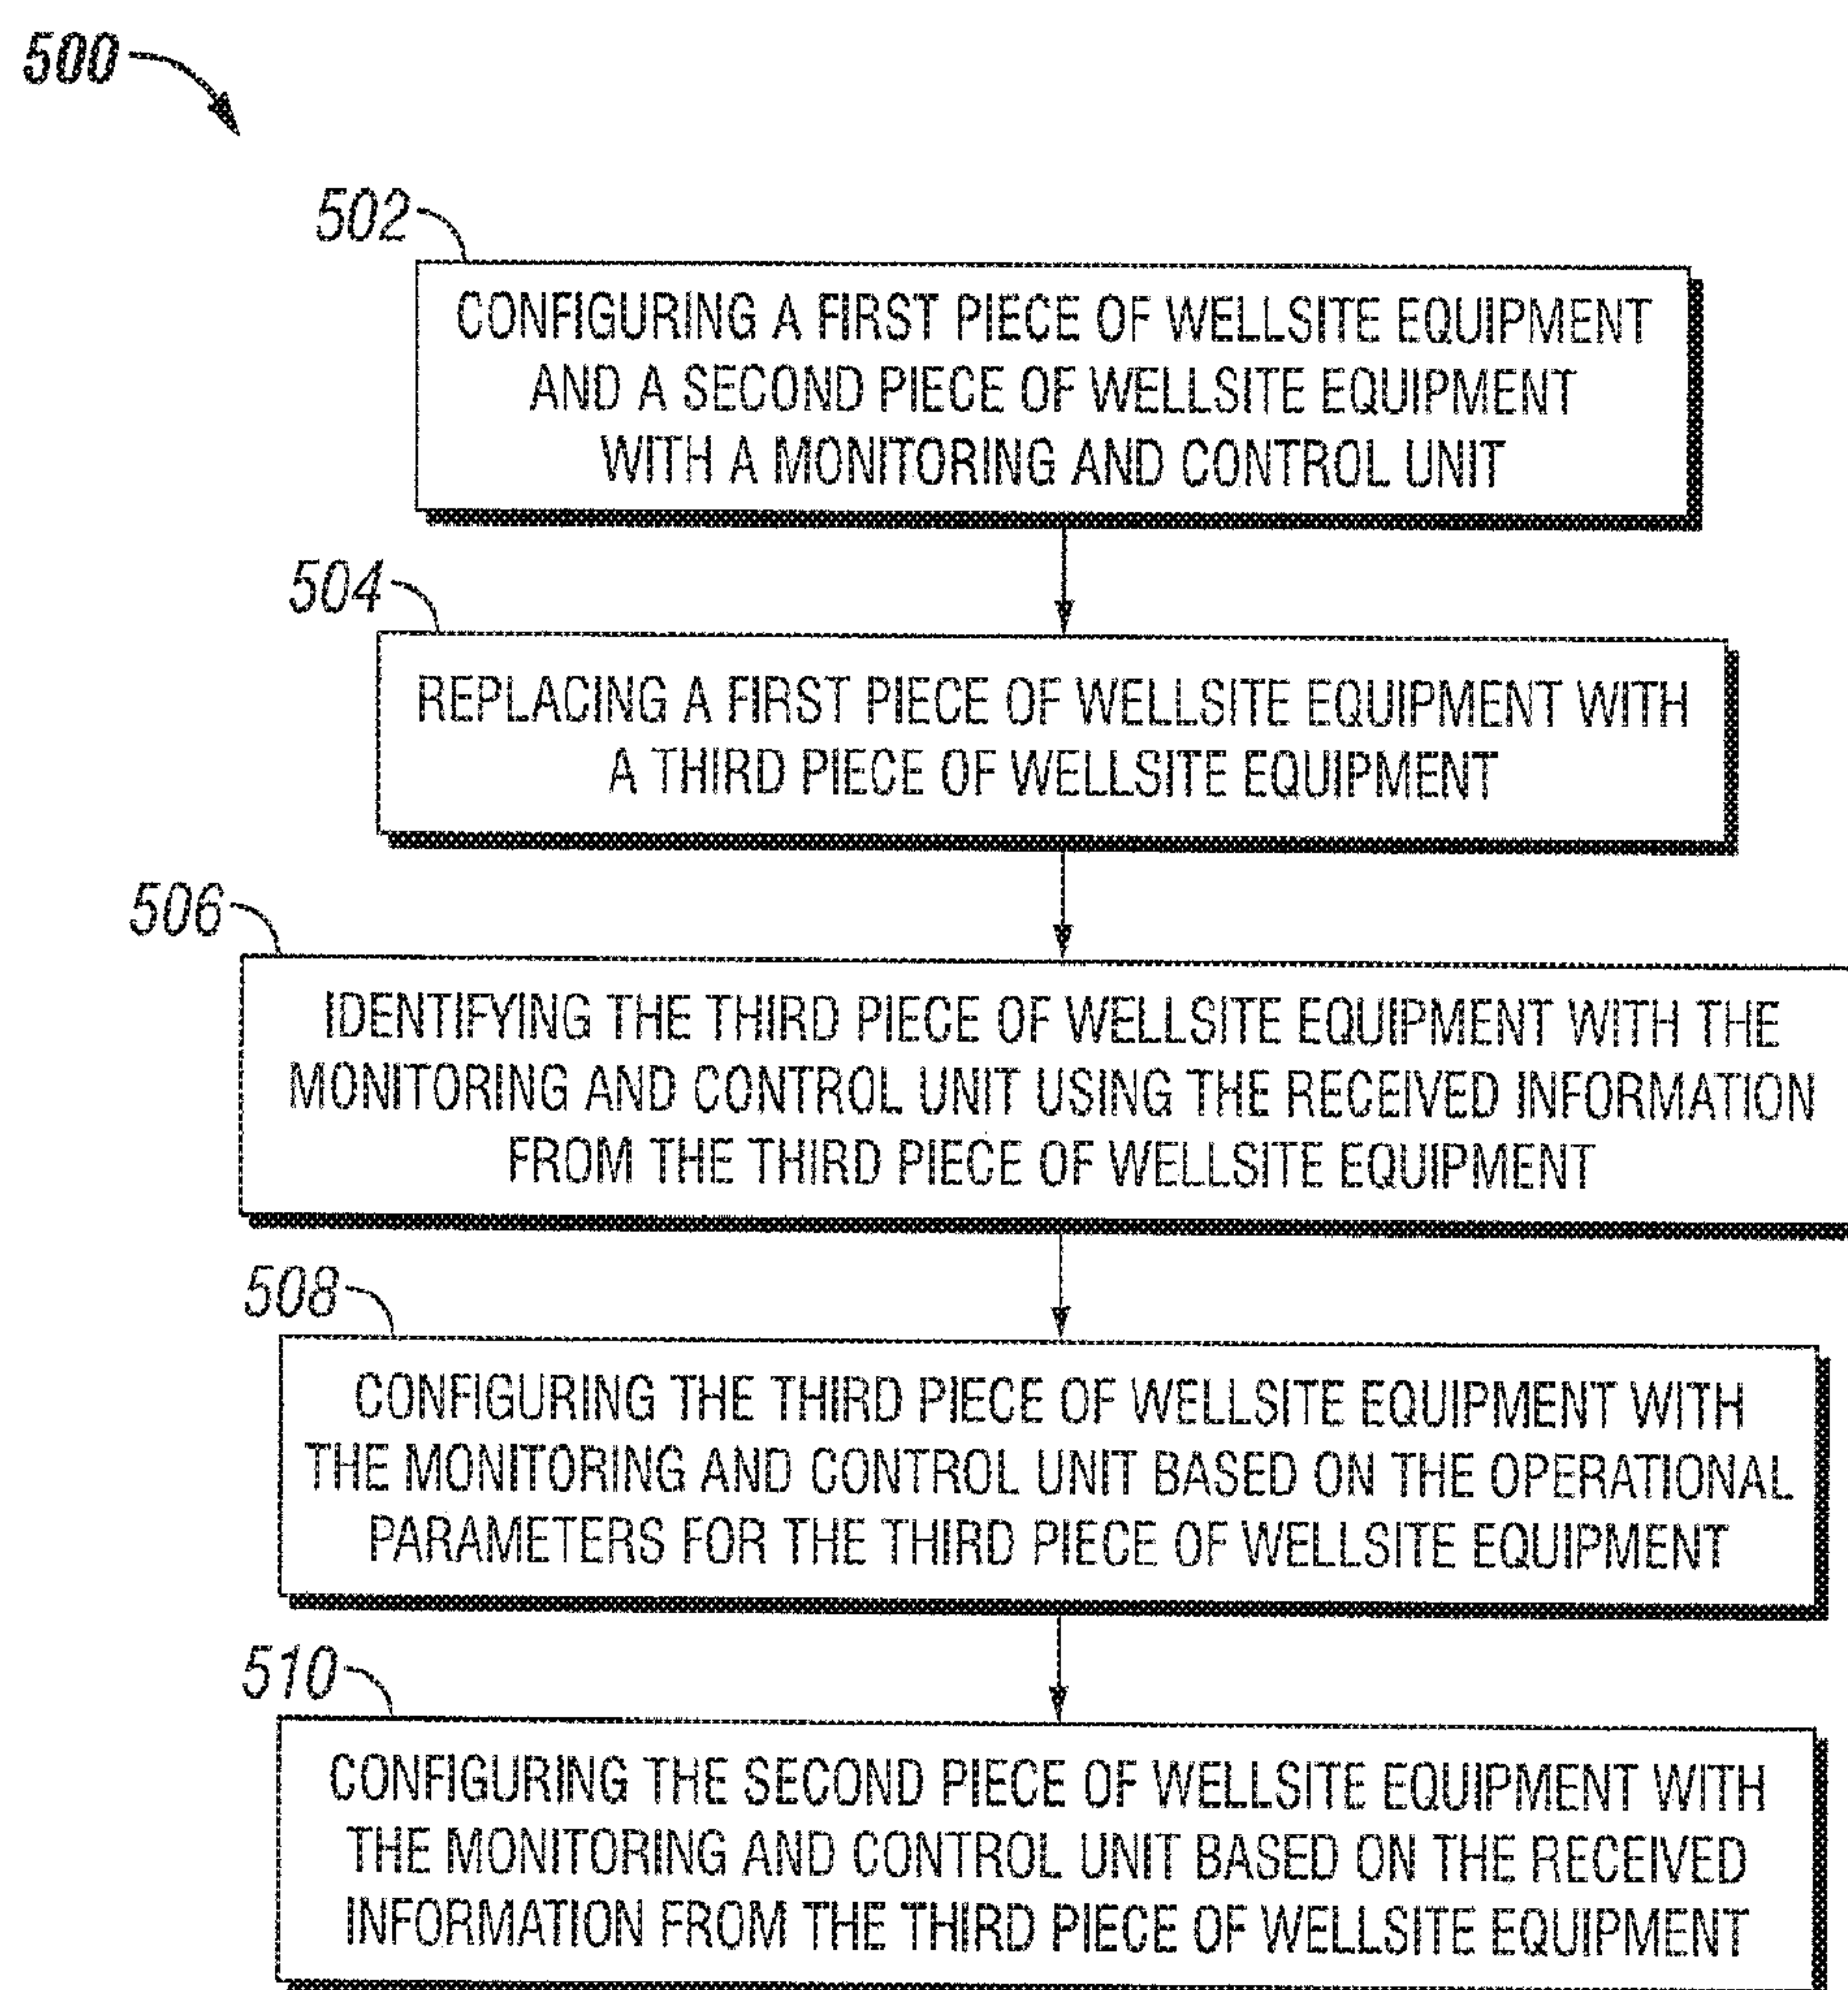 500
502
CONFIGURING A FIRST PIECE OF WELLSITE EQUIPMENT
AND A SECOND PIECE OF WELLSITE EQUIPMENT
WITH A MONITORING AND CONTROL UNIT
504
REPLACING A FIRST PIECE OF WELLSITE EQUIPMENT WITH
A THIRD PIECE OF WELLSITE EQUIPMENT
506
IDENTIFYING THE THIRD PIECE OF WELLSITE EQUIPMENT WITH THE
MONITORING AND CONTROL UNIT USING THE RECEIVED INFORMATION
FROM THE THIRD PIECE OF WELLSITE EQUIPMENT
508
CONFIGURING THE THIRD PIECE OF WELLSITE EQUIPMENT WITH
THE MONITORING AND CONTROL UNIT BASED ON THE OPERATIONAL
PARAMETERS FOR THE THIRD PIECE OF WELLSITE EQUIPMENT
510
CONFIGURING THE SECOND PIECE OF WELLSITE EQUIPMENT WITH
THE MONITORING AND CONTROL UNIT BASED ON THE RECEIVED
INFORMATION FROM THE THIRD PIECE OF WELLSITE EQUIPMENT